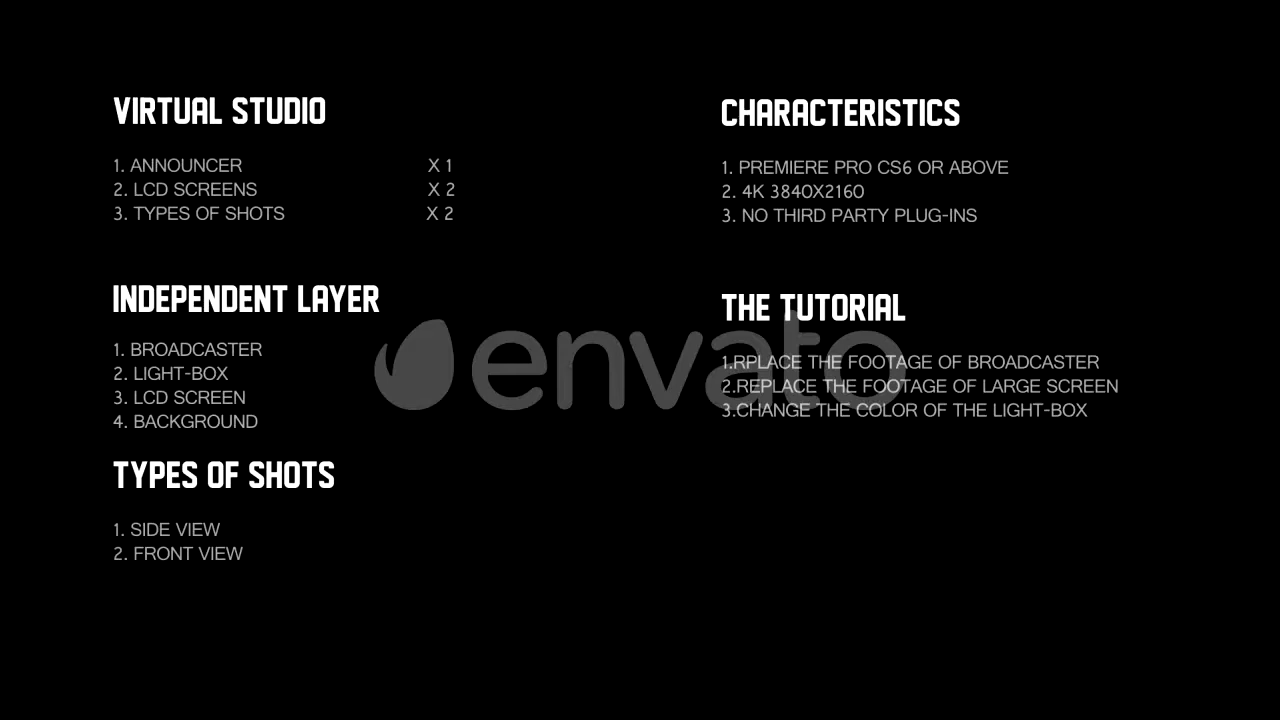 VIRTUAL STUDIO
1. ANNOUNCER X 1
2. LCD SCREENS X 2
3. TYPES OF SHOTS X 2
INDEPENDENT LAYER
1. BROADCASTER
2. LIGHT-BOX
3. LCD SCREEN
4. BACKGROUND
TYPES OF SHOTS
1. SIDE VIEW
2. FRONT VIEW
CHARACTERISTICS
1. PREMIERE PRO CS6 OR ABOVE
2. 4K 3840X2160
3. NO THIRD PARTY PLUG-INS
THE TUTORIAL
1.RPLACE THE FOOTAGE OF BROADCASTER
2.REPLACE THE FOOTAGE OF LARGE SCREEN
3.CHANGE THE COLOR OF THE LIGHT-BOX
envato